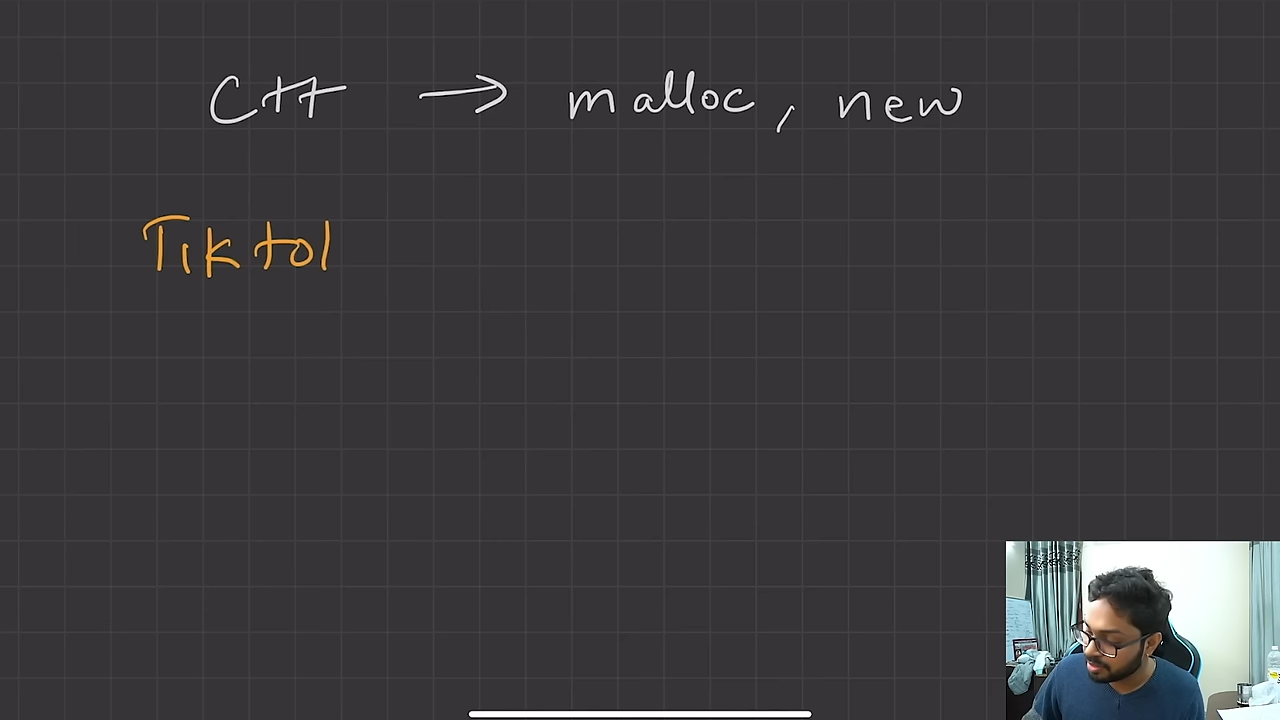 C++ → malloc, new
Tiktol